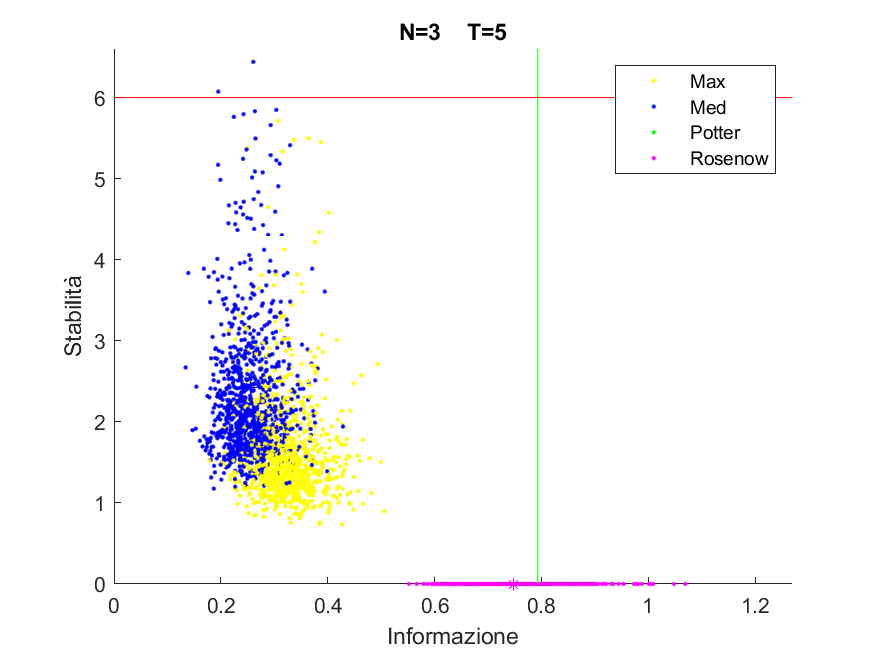 N=3 T=5
Max
Med
Potter
Rosenow
6
5
4
3
2
1
0
Stabilità
0 0.2 0.4 0.6 0.8 1 1.2
Informazione